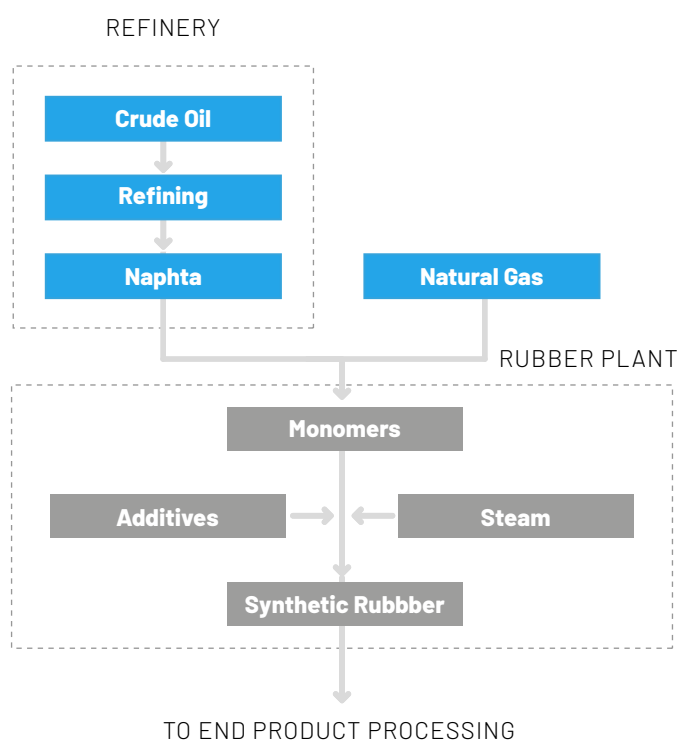 REFINERY
Crude Oil
Refining
Naphta
Natural Gas
RUBBER PLANT
Monomers
Additives
Steam
Synthetic Rubbber
TO END PRODUCT PROCESSING